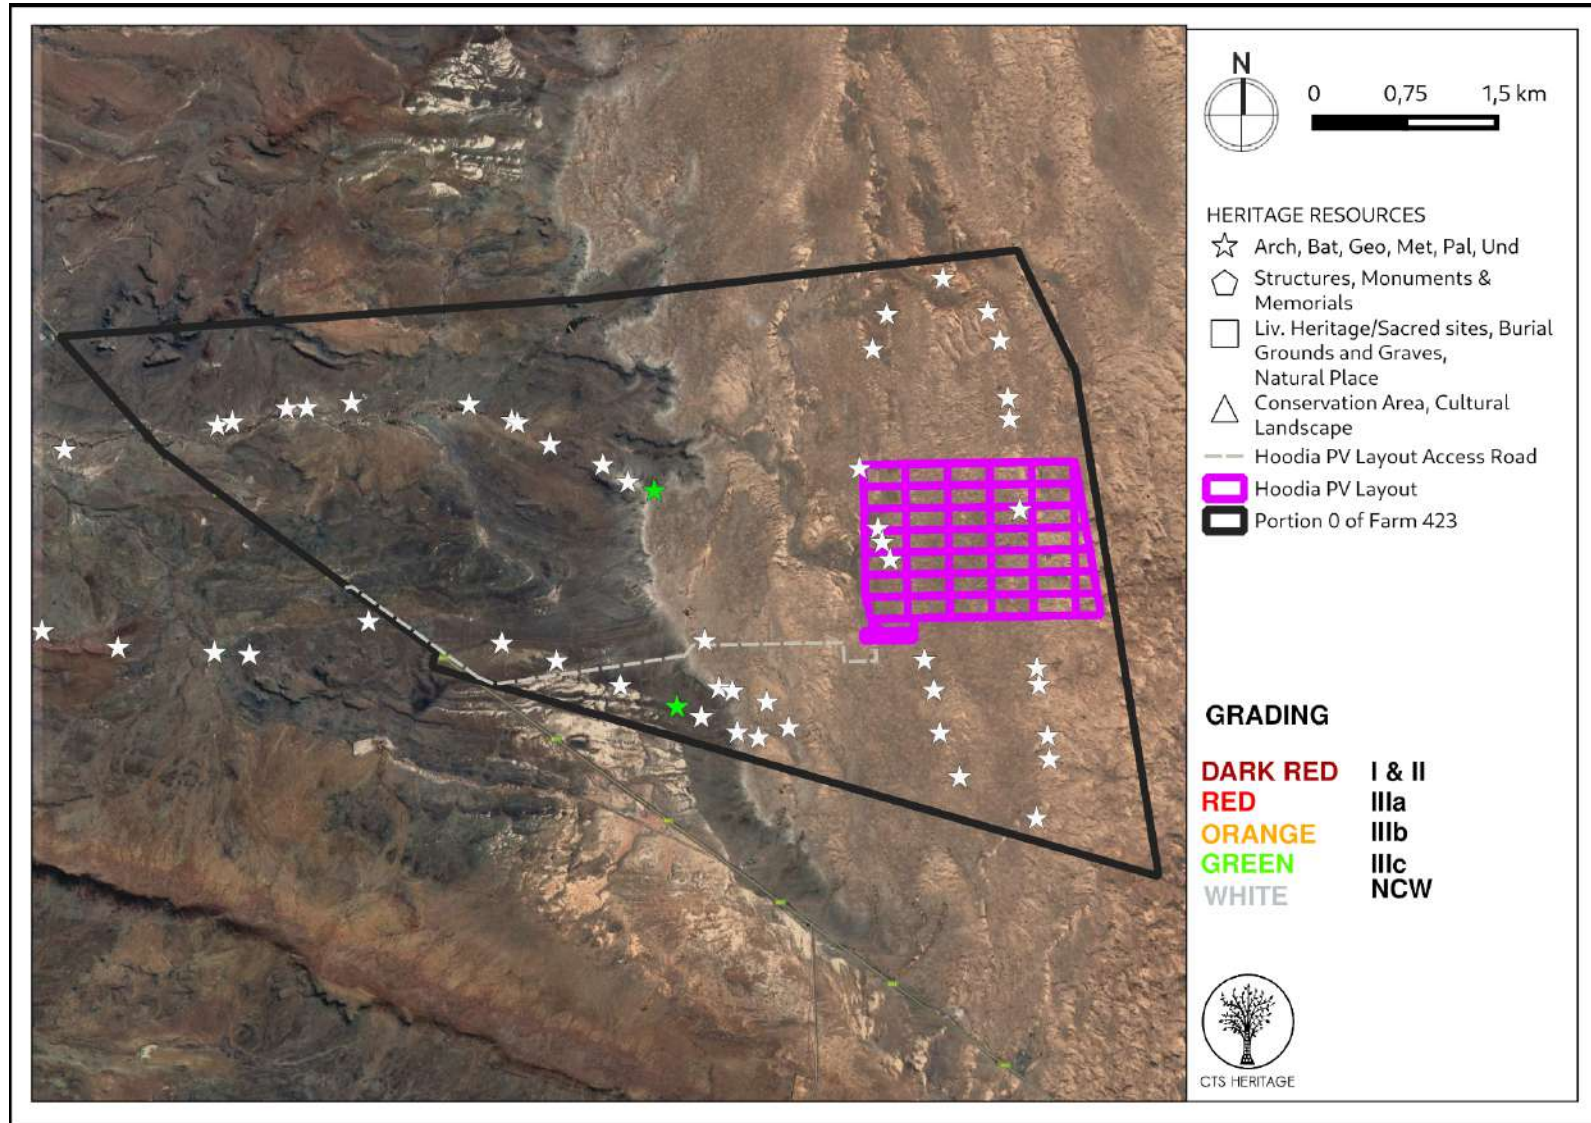 N
0 0,75 1,5 km
HERITAGE RESOURCES
Arch, Bat, Geo, Met, Pal, Und
Structures, Monuments &
Memorials
Liv. Heritage/Sacred sites, Burial
Grounds and Graves,
Natural Place
Conservation Area, Cultural
Landscape
Hoodia PV Layout Access Road
Hoodia PV Layout
Portion 0 of Farm 423
GRADING
DARK RED I & II
RED IIIa
ORANGE IIIb
GREEN IIIc
WHITE NCW
CTS HERITAGE